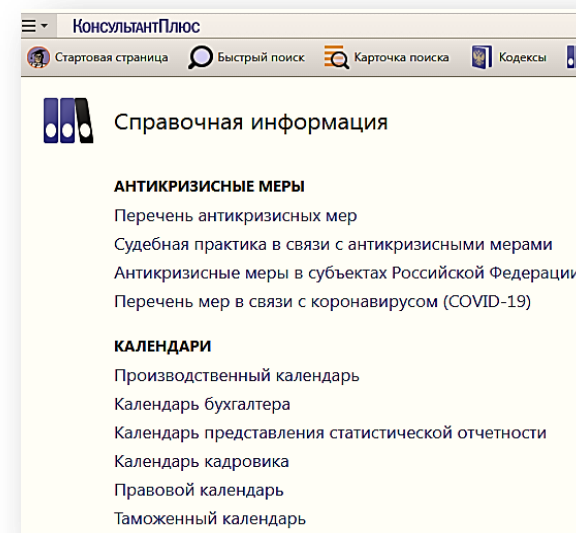 КонсультантПлюс
Стартовая страница Быстрый поиск Карточка поиска Кодексы
Справочная информация
АНТИКРИЗИСНЫЕ МЕРЫ
Перечень антикризисных мер
Судебная практика в связи с антикризисными мерами
Антикризисные меры в субъектах Российской Федерации
Перечень мер в связи с коронавирусом (COVID-19)
КАЛЕНДАРИ
Производственный календарь
Календарь бухгалтера
Календарь представления статистической отчетности
Календарь кадровика
Правовой календарь
Таможенный календарь